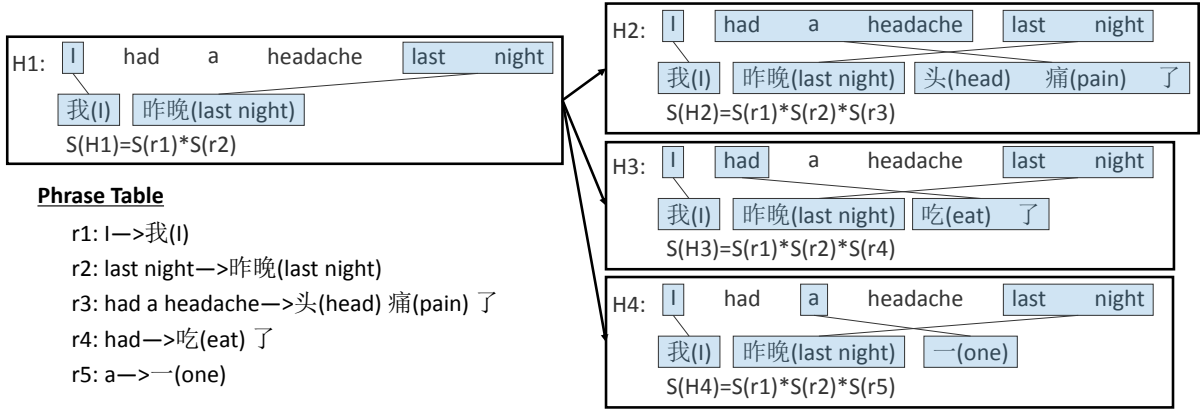 H1: I had a headache last night
我(I) 昨晚(last night)
S(H1)=S(r1)*S(r2)
Phrase Table
r1: I—>我(I)
r2: last night—>昨晚(last night)
r3: had a headache—>头(head) 痛(pain) 了
r4: had—>吃(eat) 了
r5: a—>一(one)
H2: I had a headache last night
我(I) 昨晚(last night) 头(head) 痛(pain) 了
S(H2)=S(r1)*S(r2)*S(r3)
H3: I had a headache last night
我(I) 昨晚(last night) 吃(eat) 了
S(H3)=S(r1)*S(r2)*S(r4)
H4: I had a headache last night
我(I) 昨晚(last night) 一(one)
S(H4)=S(r1)*S(r2)*S(r5)